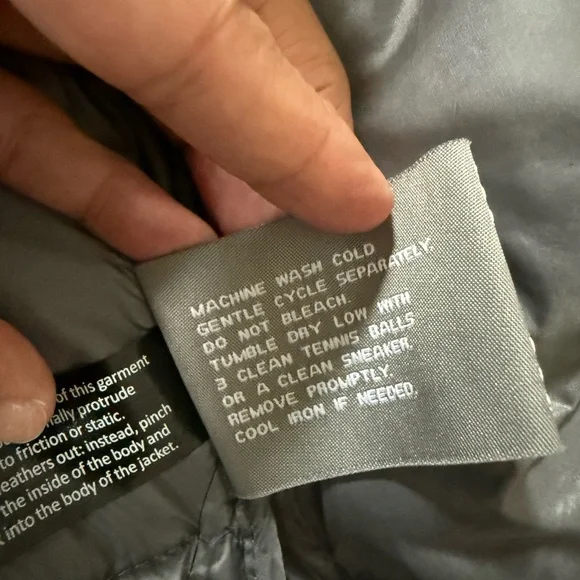 MACHINE WASH COLD
GENTLE CYCLE SEPARATELY.
DO NOT BLEACH.
TUMBLE DRY LOW WITH
3 CLEAN TENNIS BALLS
OR A CLEAN SNEAKER.
REMOVE PROMPTLY.
COOL IRON IF NEEDED.
of this garment
protrude
to friction or static.
out: instead, pinch
the inside of the body and
into the body of the jacket.